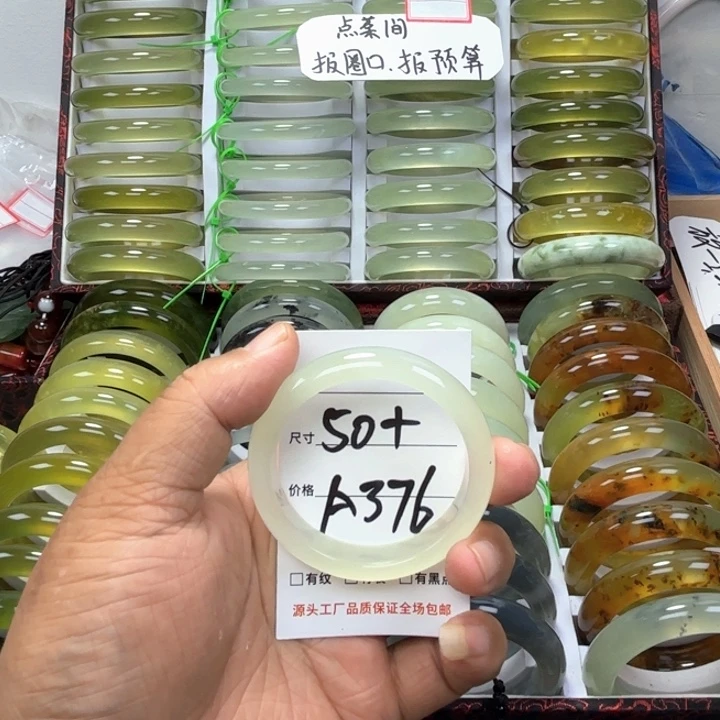 点菜间
报圈口.报预算
尺寸 50+
价格 A376
□有纹
□有黑点
源头工厂品质保证全场包邮